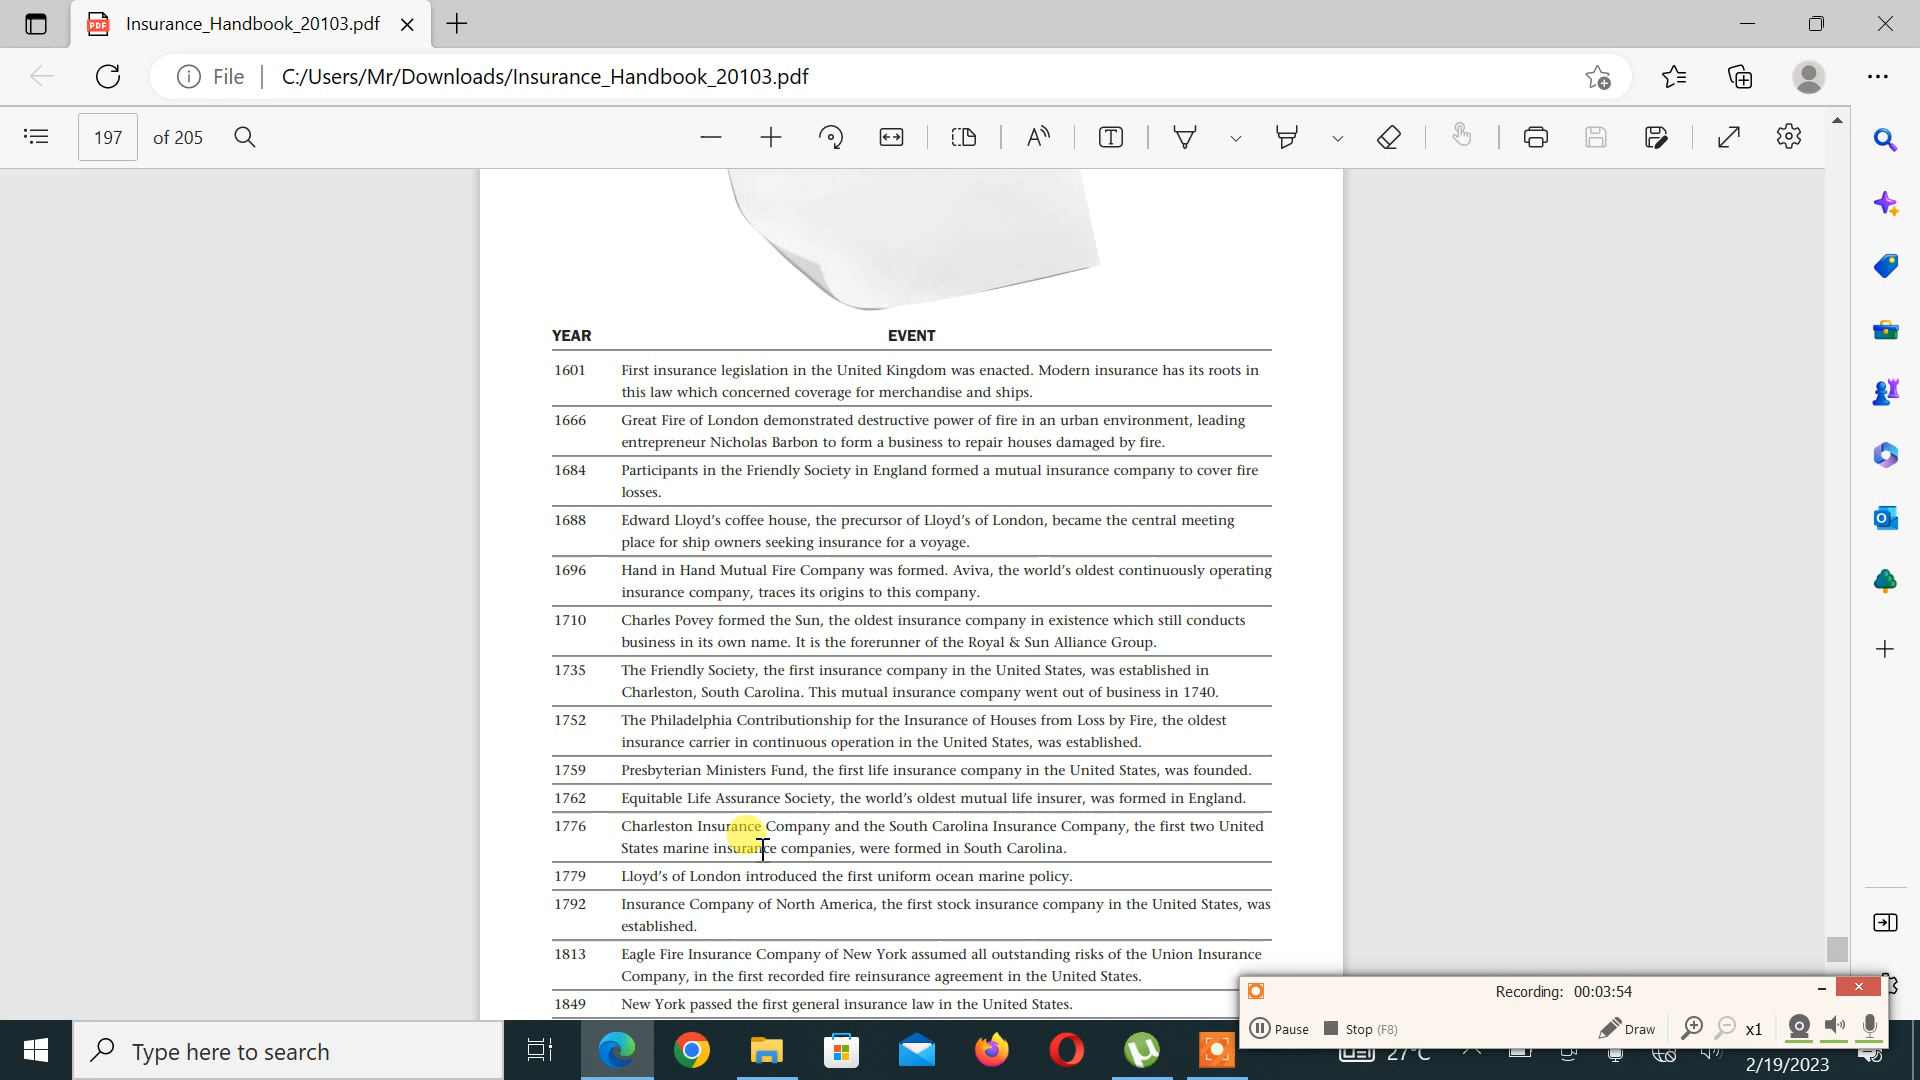 Insurance_Handbook_20103.pdf
File
C:/Users/Mr/Downloads/Insurance_Handbook_20103.pdf
197 of 205
YEAR EVENT
1601 First insurance legislation in the United Kingdom was enacted. Modern insurance has its roots in
this law which concerned coverage for merchandise and ships.
1666 Great Fire of London demonstrated destructive power of fire in an urban environment, leading
entrepreneur Nicholas Barbon to form a business to repair houses damaged by fire.
1684 Participants in the Friendly Society in England formed a mutual insurance company to cover fire
losses.
1688 Edward Lloyd's coffee house, the precursor of Lloyd's of London, became the central meeting
place for ship owners seeking insurance for a voyage.
1696 Hand in Hand Mutual Fire Company was formed. Aviva, the world's oldest continuously operating
insurance company, traces its origins to this company.
1710 Charles Povey formed the Sun, the oldest insurance company in existence which still conducts
business in its own name. It is the forerunner of the Royal & Sun Alliance Group.
1735 The Friendly Society, the first insurance company in the United States, was established in
Charleston, South Carolina. This mutual insurance company went out of business in 1740.
1752 The Philadelphia Contributionship for the Insurance of Houses from Loss by Fire, the oldest
insurance carrier in continuous operation in the United States, was established.
1759 Presbyterian Ministers Fund, the first life insurance company in the United States, was founded.
1762 Equitable Life Assurance Society, the world's oldest mutual life insurer, was formed in England.
1776 Charleston Insurance Company and the South Carolina Insurance Company, the first two United
States marine insurance companies, were formed in South Carolina.
1779 Lloyd's of London introduced the first uniform ocean marine policy.
1792 Insurance Company of North America, the first stock insurance company in the United States, was
established.
1813 Eagle Fire Insurance Company of New York assumed all outstanding risks of the Union Insurance
Company, in the first recorded fire reinsurance agreement in the United States.
1849 New York passed the first general insurance law in the United States.
Recording: 00:03:54
Pause Stop (F8) Draw x1
Type here to search
27°C
2/19/2023